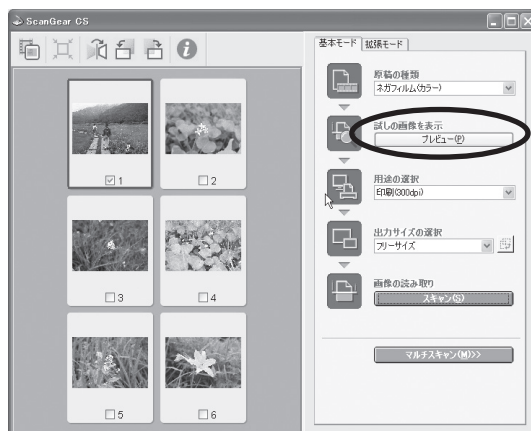 ScanGear CS
基本モード 拡張モード
原稿の種類
ネガフィルム(カラー)
試しの画像を表示
プレビュー(P)
用途の選択
印刷(300dpi)
出力サイズの選択
フリーサイズ
画像の読み取り
スキャン(S)
マルチスキャン(M)>>
1
2
3
4
5
6